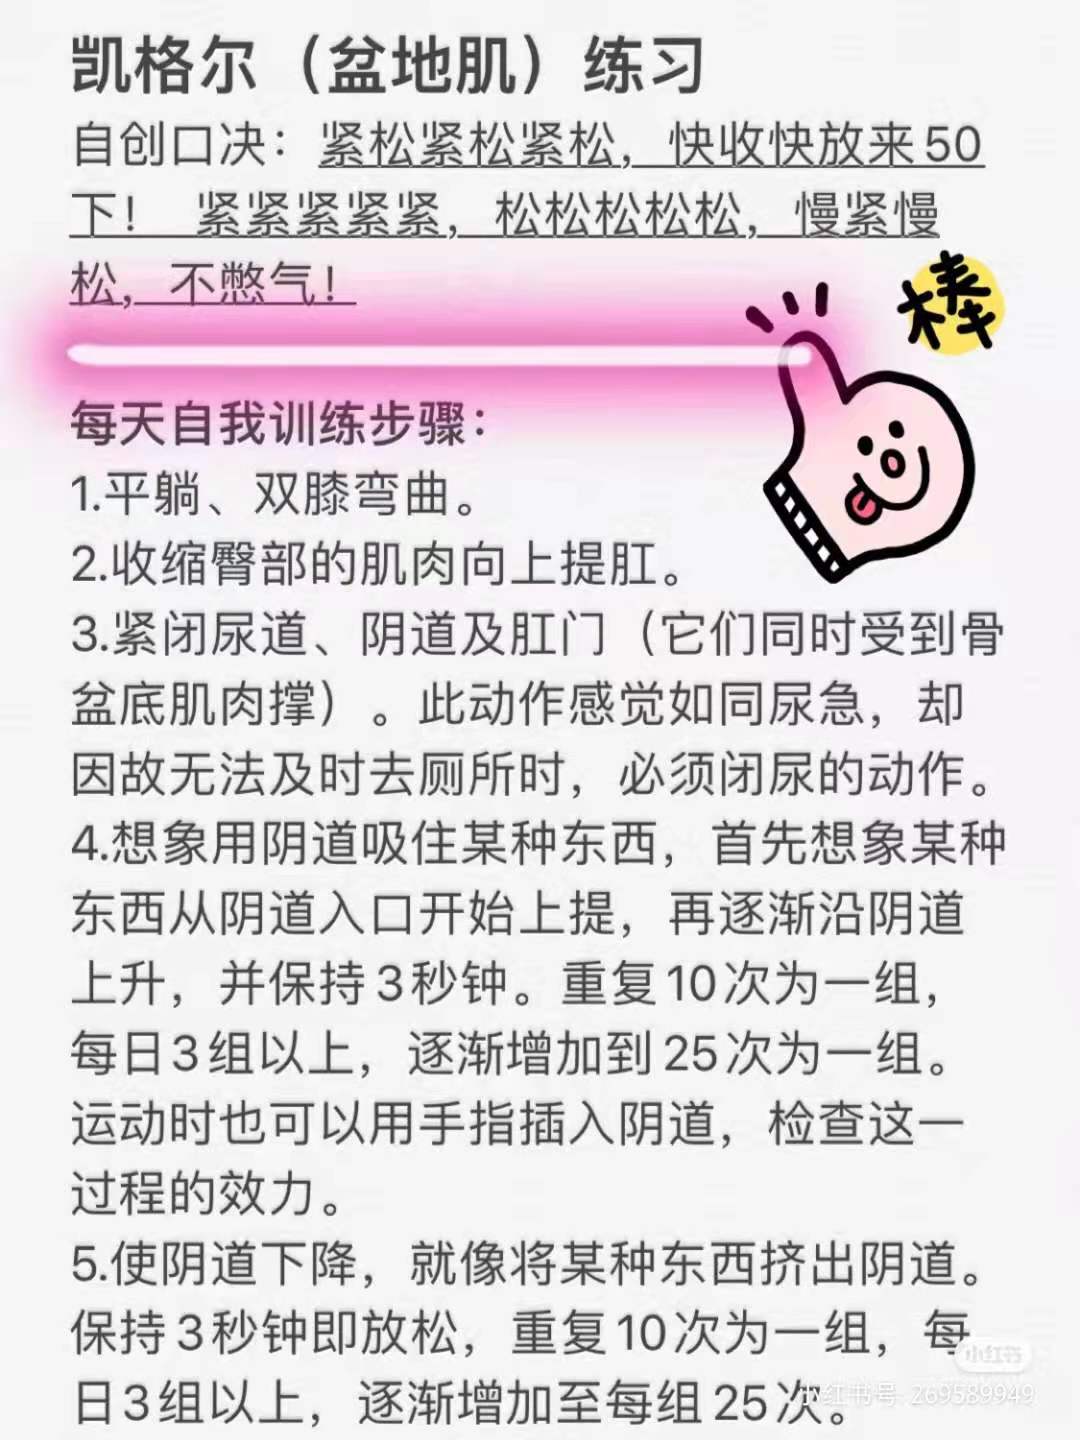 凯格尔（盆地肌）练习
自创口决：紧松紧松紧松，快收快放来50
下！ 紧紧紧紧紧，松松松松松，慢紧慢
松，不憋气！
棒
每天自我训练步骤：
1.平躺、双膝弯曲。
2.收缩臀部的肌肉向上提肛。
3.紧闭尿道、阴道及肛门（它们同时受到骨
盆底肌肉撑）。此动作感觉如同尿急，却
因故无法及时去厕所时，必须闭尿的动作。
4.想象用阴道吸住某种东西，首先想象某种
东西从阴道入口开始上提，再逐渐沿阴道
上升，并保持3秒钟。重复10次为一组，
每日3组以上，逐渐增加到25次为一组。
运动时也可以用手指插入阴道，检查这一
过程的效力。
5.使阴道下降，就像将某种东西挤出阴道。
保持3秒钟即放松，重复10次为一组，每
日3组以上，逐渐增加至每组25次。
小红书
小红书号: 269589949